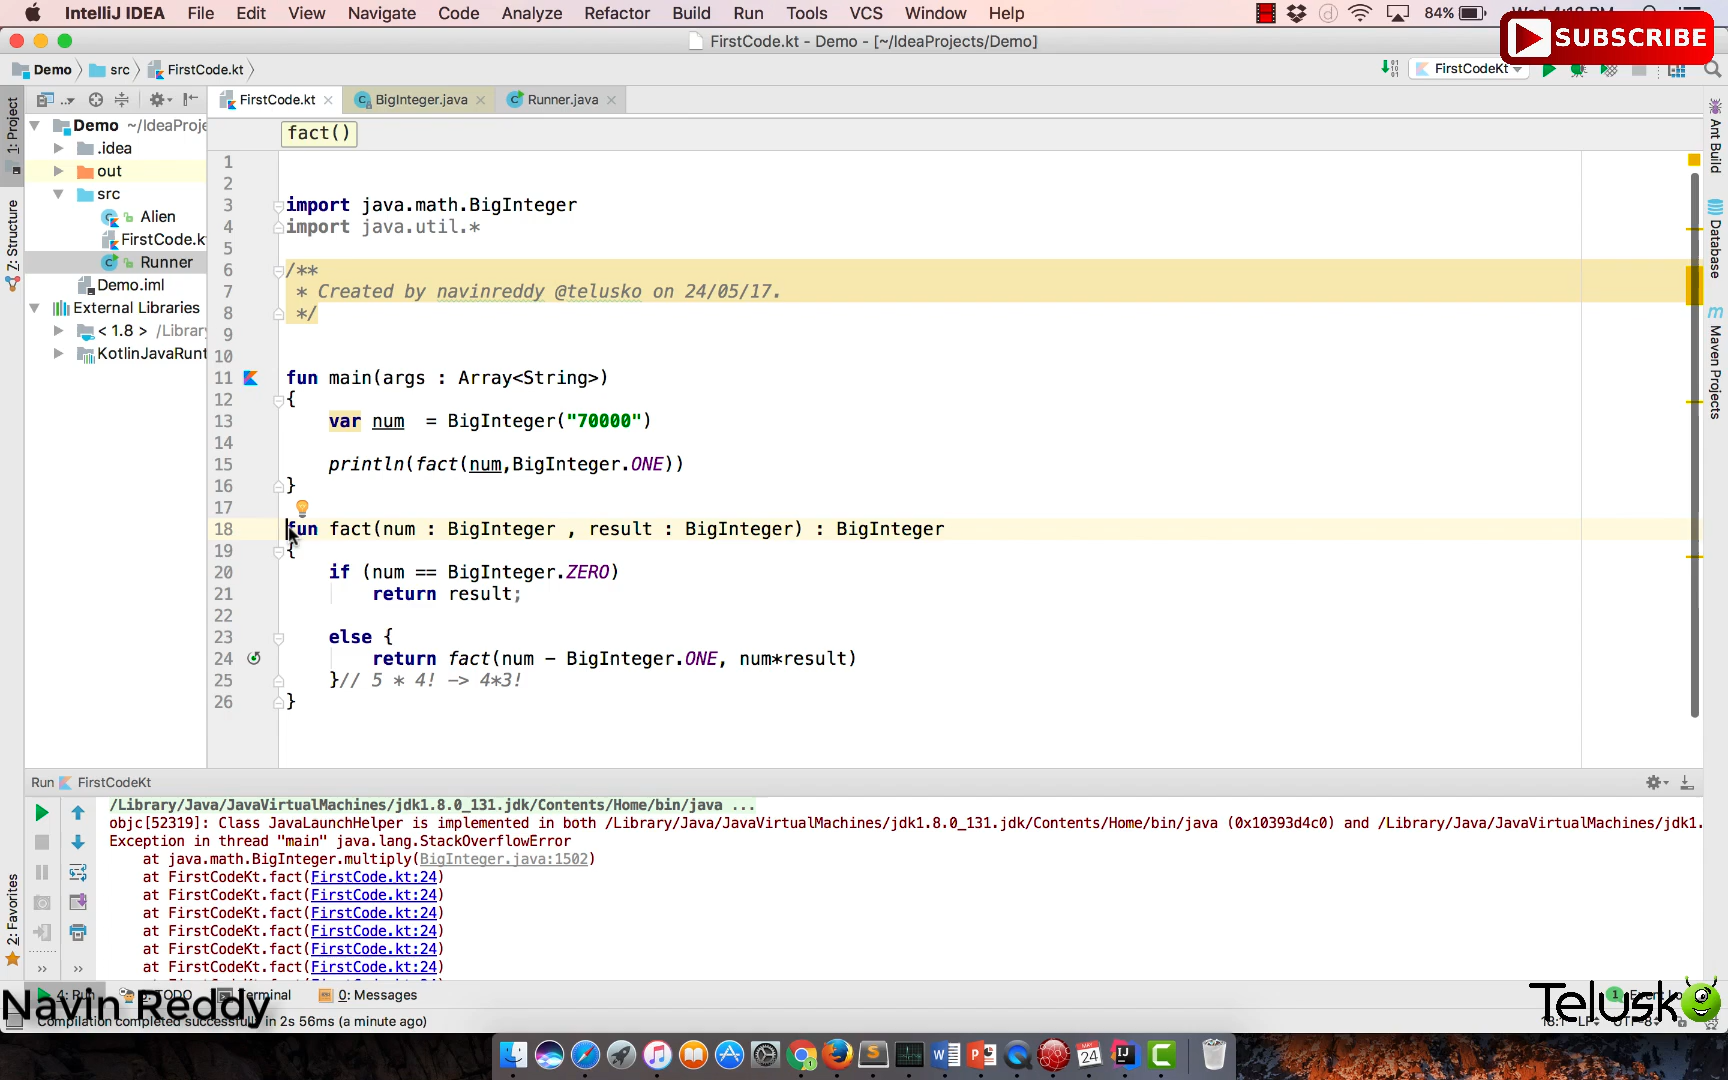 IntelliJ IDEA File Edit View Navigate Code Analyze Refactor Build Run Tools VCS Window Help 84%
SUBSCRIBE
FirstCode.kt - Demo - [~/IdeaProjects/Demo]
Demo src FirstCode.kt FirstCodeKt
FirstCode.kt BigInteger.java Runner.java
1: Project
7: Structure
2: Favorites
Demo ~/IdeaProje
.idea
out
src
Alien
FirstCode.k
Runner
Demo.iml
External Libraries
< 1.8 > /Library
KotlinJavaRunt
fact()
1
2
3 import java.math.BigInteger
4 import java.util.*
5
6 /**
7 * Created by navinreddy @telusko on 24/05/17.
8 */
9
10
11 fun main(args : Array<String>)
12 {
13 var num = BigInteger("70000")
14
15 println(fact(num,BigInteger.ONE))
16 }
17
18 fun fact(num : BigInteger , result : BigInteger) : BigInteger
19 {
20 if (num == BigInteger.ZERO)
21 return result;
22
23 else {
24 return fact(num - BigInteger.ONE, num*result)
25 }// 5 * 4! -> 4*3!
26 }
Ant Build
Database
Maven Projects
Run FirstCodeKt
/Library/Java/JavaVirtualMachines/jdk1.8.0_131.jdk/Contents/Home/bin/java ...
objc[52319]: Class JavaLaunchHelper is implemented in both /Library/Java/JavaVirtualMachines/jdk1.8.0_131.jdk/Contents/Home/bin/java (0x10393d4c0) and /Library/Java/JavaVirtualMachines/jdk1.
Exception in thread "main" java.lang.StackOverflowError
at java.math.BigInteger.multiply(BigInteger.java:1502)
at FirstCodeKt.fact(FirstCode.kt:24)
at FirstCodeKt.fact(FirstCode.kt:24)
at FirstCodeKt.fact(FirstCode.kt:24)
at FirstCodeKt.fact(FirstCode.kt:24)
at FirstCodeKt.fact(FirstCode.kt:24)
at FirstCodeKt.fact(FirstCode.kt:24)
4: Run TODO Terminal 0: Messages
Navin Reddy
Telusko
Compilation completed successfully in 2s 56ms (a minute ago) 18:1 LF UTF-8